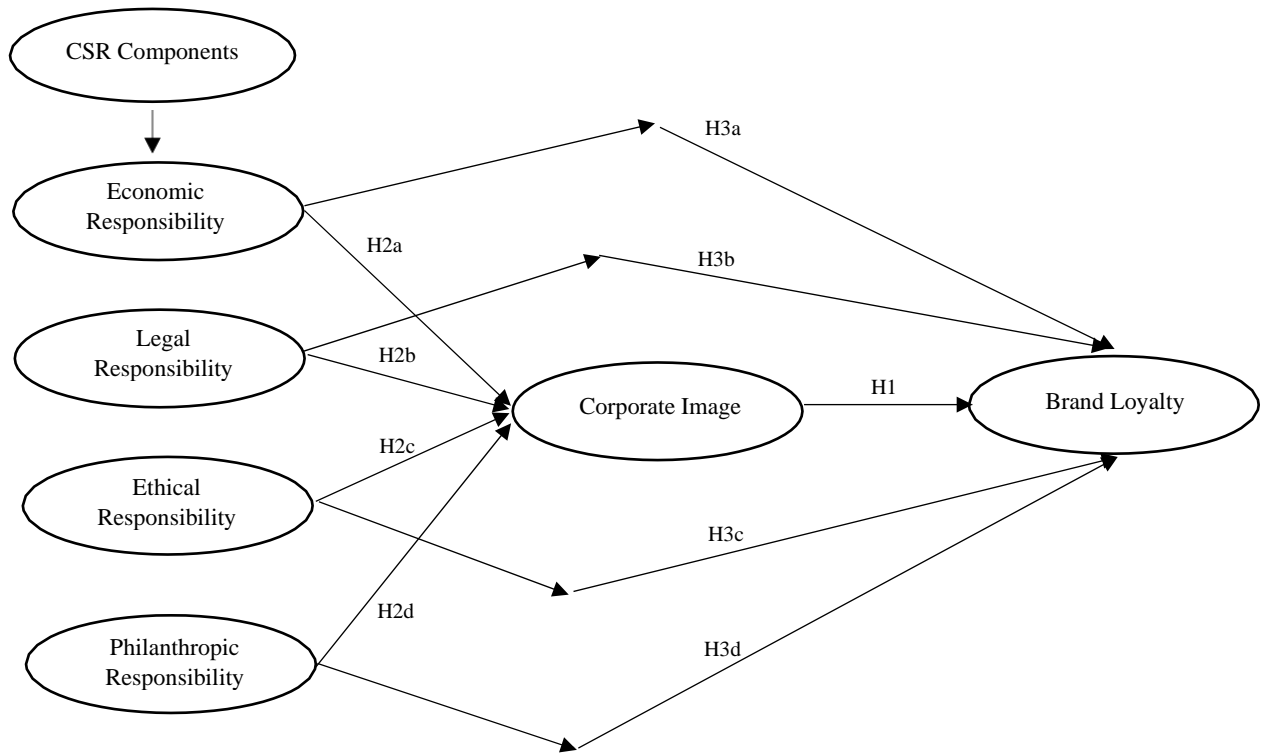 CSR Components
Economic
Responsibility
Legal
Responsibility
Ethical
Responsibility
Philanthropic
Responsibility
H2a
H2b
H2c
H2d
Corporate Image
H3a
H3b
H1
H3c
H3d
Brand Loyalty